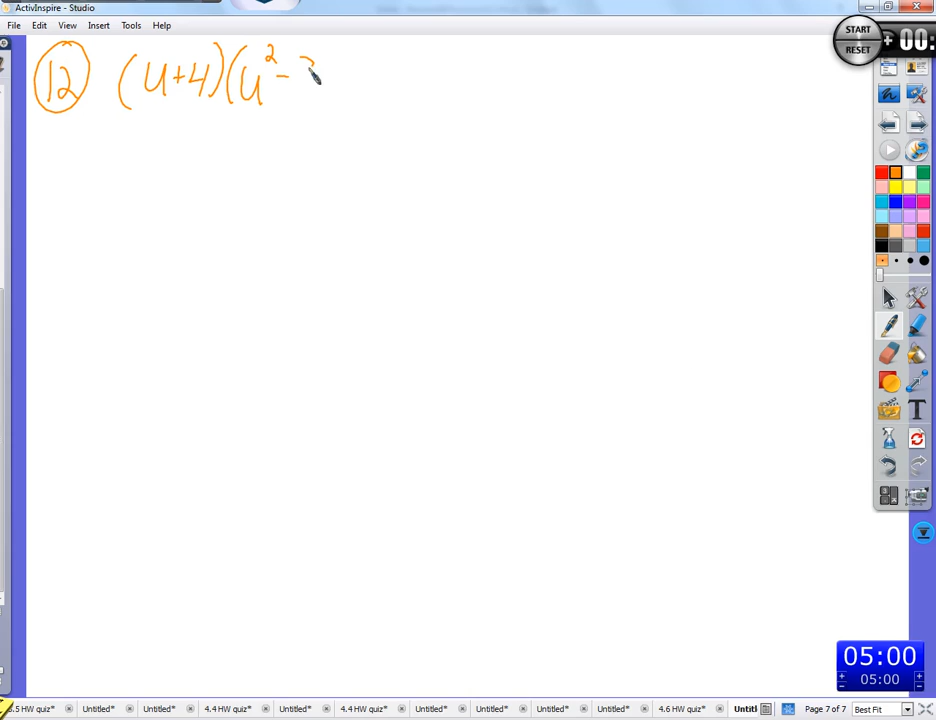 ActivInspire - Studio
File Edit View Insert Tools Help
START
RESET
+ 00:
12 (u+4)(u² -
05:00
05:00
Page 7 of 7 Best Fit
.5 HW quiz* Untitled* Untitled* 4.4 HW quiz* Untitled* 4.4 HW quiz* Untitled* Untitled* Untitled* Untitled* 4.6 HW quiz* Untitl